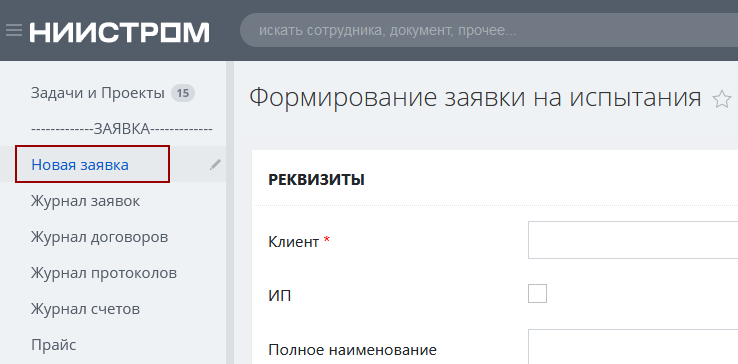 НИИСТРОМ
искать сотрудника, документ, прочее...
Задачи и Проекты 15
-------------ЗАЯВКА-------------
Новая заявка
Журнал заявок
Журнал договоров
Журнал протоколов
Журнал счетов
Прайс
Формирование заявки на испытания
РЕКВИЗИТЫ
Клиент *
ИП
Полное наименование